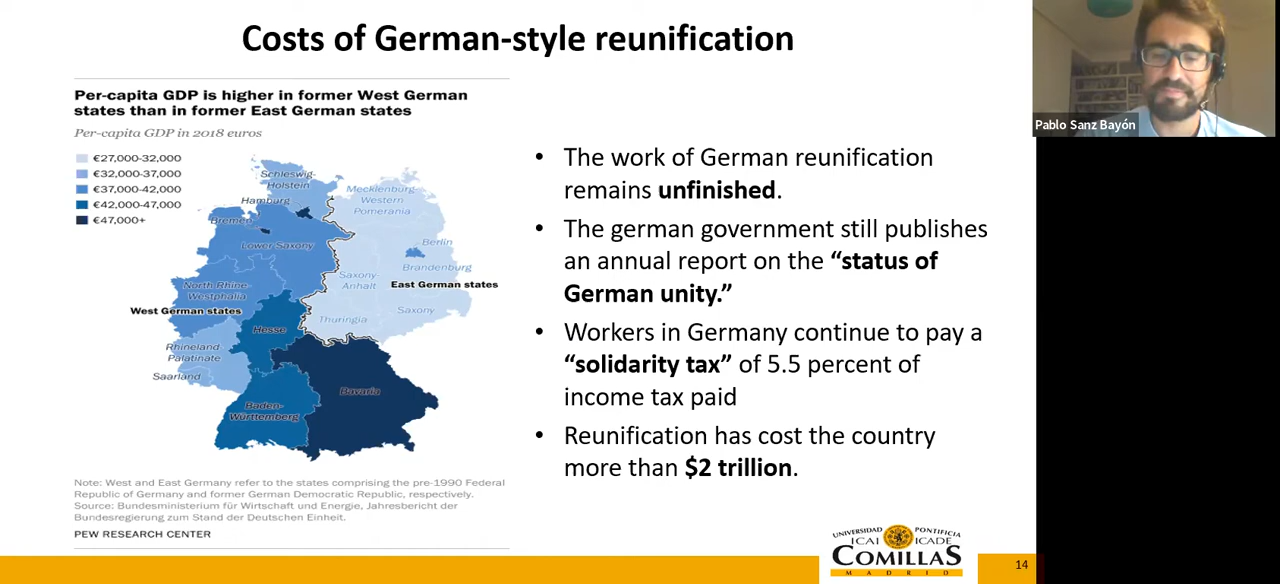 Costs of German-style reunification
Pablo Sanz Bayón
Per-capita GDP is higher in former West German
states than in former East German states
Per-capita GDP in 2018 euros
€27,000-32,000
€32,000-37,000
€37,000-42,000
€42,000-47,000
€47,000+
Schleswig-
Holstein
Hamburg
Bremen
Lower Saxony
Mecklenburg-
Western
Pomerania
Berlin
Brandenburg
Saxony-
Anhalt
East German states
North Rhine-
Westphalia
West German states
Hesse
Thuringia
Saxony
Rhineland
Palatinate
Saarland
Bavaria
Baden-
Württemberg
Note: West and East Germany refer to the states comprising the pre-1990 Federal
Republic of Germany and former German Democratic Republic, respectively.
Source: Bundesministerium für Wirtschaft und Energie, Jahresbericht der
Bundesregierung zum Stand der Deutschen Einheit.
PEW RESEARCH CENTER
• The work of German reunification
remains unfinished.
• The german government still publishes
an annual report on the “status of
German unity.”
• Workers in Germany continue to pay a
“solidarity tax” of 5.5 percent of
income tax paid
• Reunification has cost the country
more than $2 trillion.
UNIVERSIDAD PONTIFICIA
ICAI ICADE
COMILLAS
MADRID
14